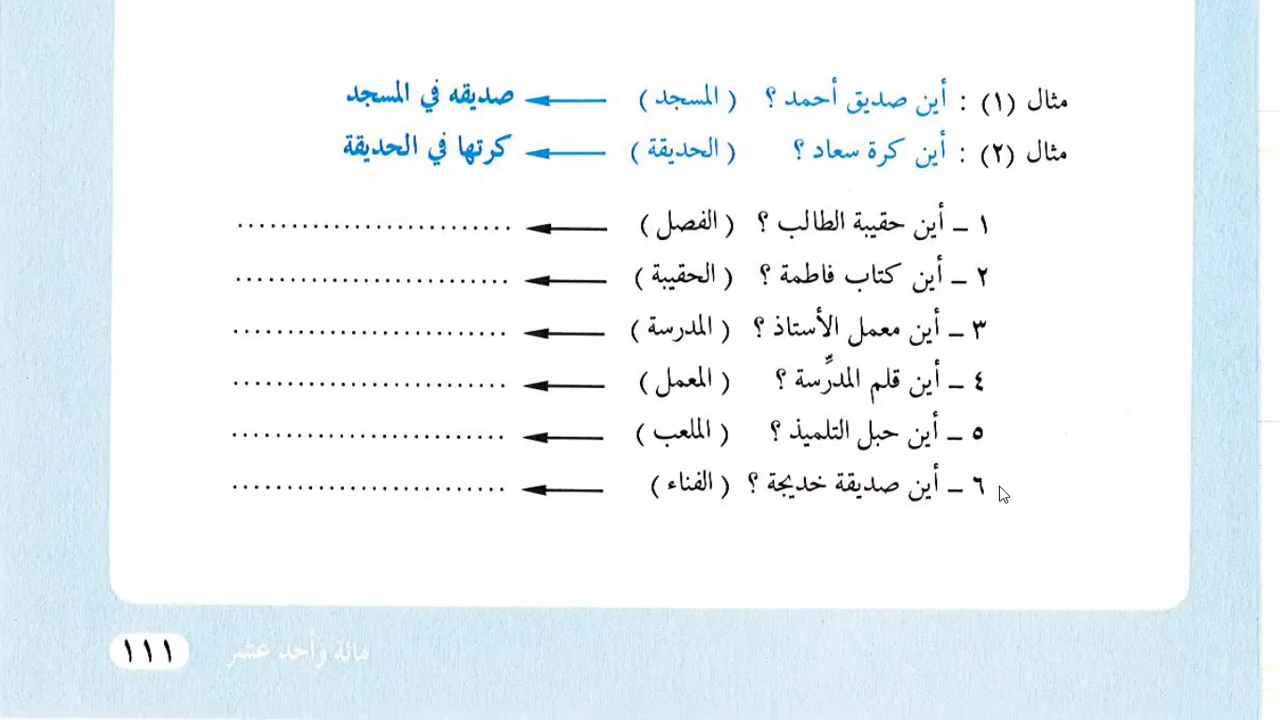 مثال (١) : أين صديق أحمد ؟ ( المسجد ) ← صديقه في المسجد
مثال (٢) : أين كرة سعاد ؟ ( الحديقة ) ← كرتها في الحديقة
١ ـ أين حقيبة الطالب ؟ ( الفصل ) ← ..........................
٢ ـ أين كتاب فاطمة ؟ ( الحقيبة ) ← ..........................
٣ ـ أين معمل الأستاذ ؟ ( المدرسة ) ← ..........................
٤ ـ أين قلم المدرِّسة ؟ ( المعمل ) ← ..........................
٥ ـ أين حبل التلميذ ؟ ( الملعب ) ← ..........................
٦ ـ أين صديقة خديجة ؟ ( الفناء ) ← ..........................
مائة وأحد عشر ١١١